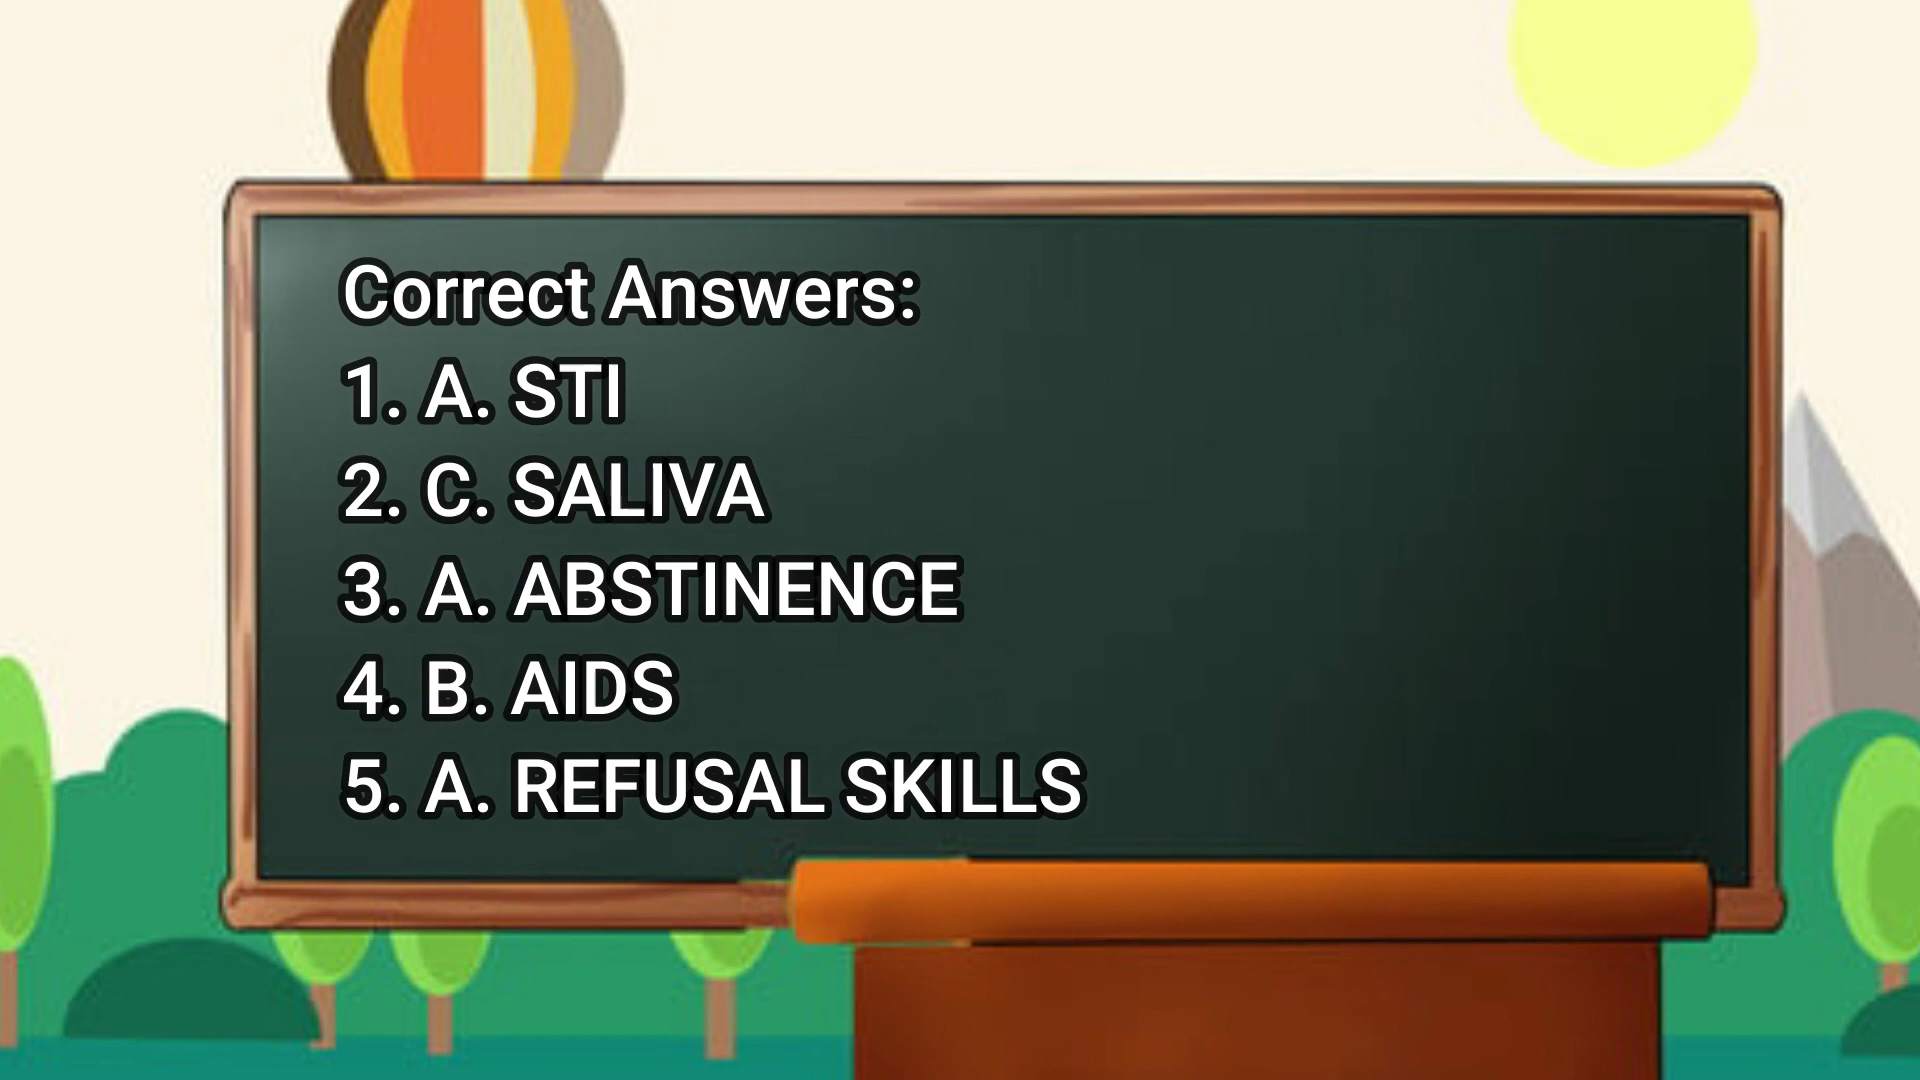 Correct Answers:
1. A. STI
2. C. SALIVA
3. A. ABSTINENCE
4. B. AIDS
5. A. REFUSAL SKILLS